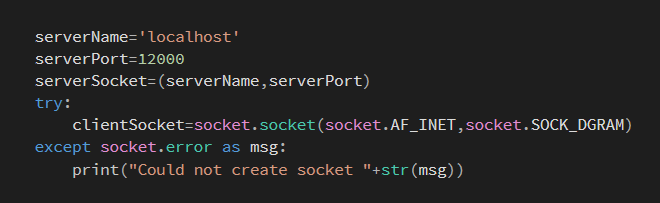 serverName='localhost'
serverPort=12000
serverSocket=(serverName,serverPort)
try:
    clientSocket=socket.socket(socket.AF_INET,socket.SOCK_DGRAM)
except socket.error as msg:
    print("Could not create socket "+str(msg))